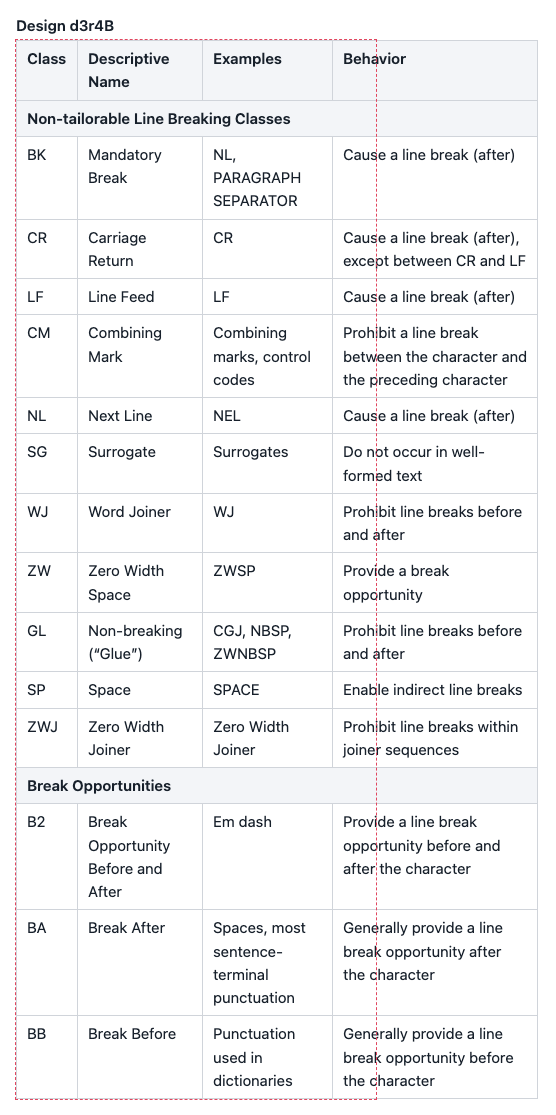 Design d3r4B
Class Descriptive Name Examples Behavior
Non-tailorable Line Breaking Classes
BK Mandatory Break NL, PARAGRAPH SEPARATOR Cause a line break (after)
CR Carriage Return CR Cause a line break (after), except between CR and LF
LF Line Feed LF Cause a line break (after)
CM Combining Mark Combining marks, control codes Prohibit a line break between the character and the preceding character
NL Next Line NEL Cause a line break (after)
SG Surrogate Surrogates Do not occur in well-formed text
WJ Word Joiner WJ Prohibit line breaks before and after
ZW Zero Width Space ZWSP Provide a break opportunity
GL Non-breaking (“Glue”) CGJ, NBSP, ZWNBSP Prohibit line breaks before and after
SP Space SPACE Enable indirect line breaks
ZWJ Zero Width Joiner Zero Width Joiner Prohibit line breaks within joiner sequences
Break Opportunities
B2 Break Opportunity Before and After Em dash Provide a line break opportunity before and after the character
BA Break After Spaces, most sentence-terminal punctuation Generally provide a line break opportunity after the character
BB Break Before Punctuation used in dictionaries Generally provide a line break opportunity before the character